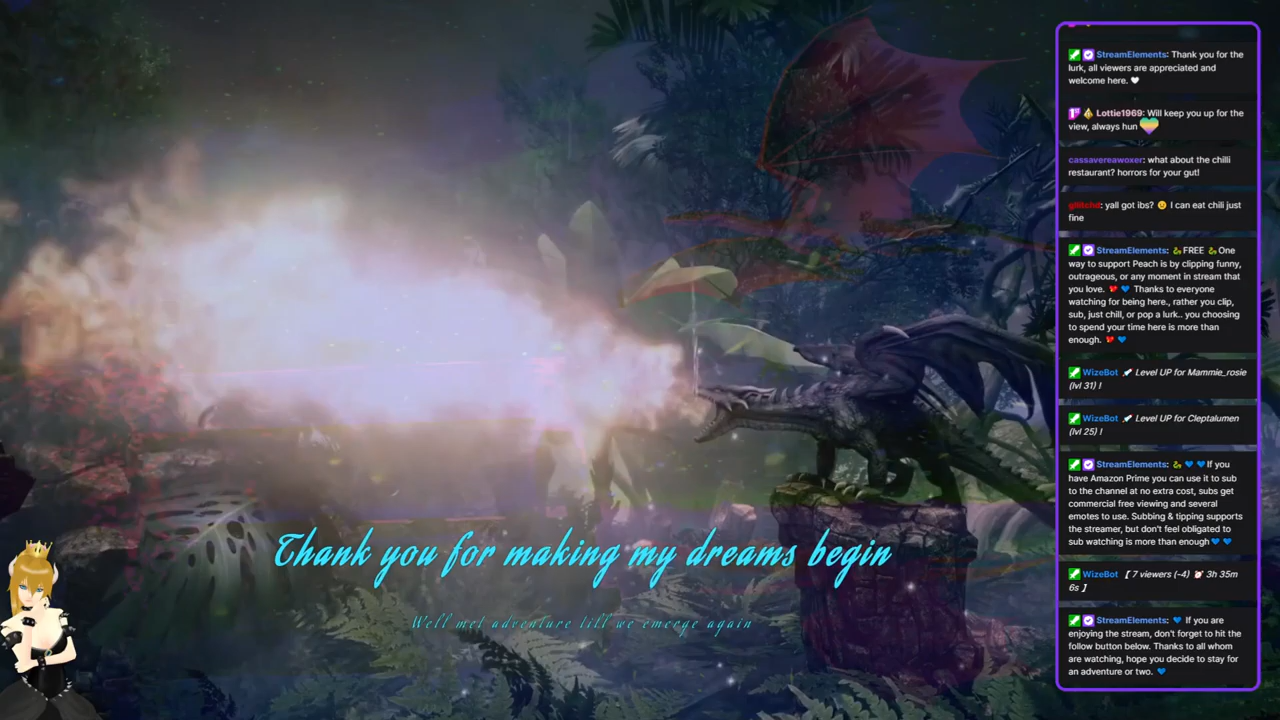 StreamElements: Thank you for the
lurk, all viewers are appreciated and
welcome here.
Lottie1969: Will keep you up for the
view, always hun
cassavereawoxer: what about the chilli
restaurant? horrors for your gut!
gllitchd: yall got ibs? I can eat chili just
fine
StreamElements: FREE One
way to support Peach is by clipping funny,
outrageous, or any moment in stream that
you love. Thanks to everyone
watching for being here., rather you clip,
sub, just chill, or pop a lurk.. you choosing
to spend your time here is more than
enough.
WizeBot Level UP for Mammie_rosie
(lvl 31) !
WizeBot Level UP for Cleptalumen
(lvl 25) !
StreamElements: If you
have Amazon Prime you can use it to sub
to the channel at no extra cost, subs get
commercial free viewing and several
emotes to use. Subbing & tipping supports
the streamer, but don't feel obligated to
sub watching is more than enough
WizeBot [ 7 viewers (-4) 3h 35m
6s ]
StreamElements: If you are
enjoying the stream, don't forget to hit the
follow button below. Thanks to all whom
are watching, hope you decide to stay for
an adventure or two.
Thank you for making my dreams begin
Well met adventure till we emerge again